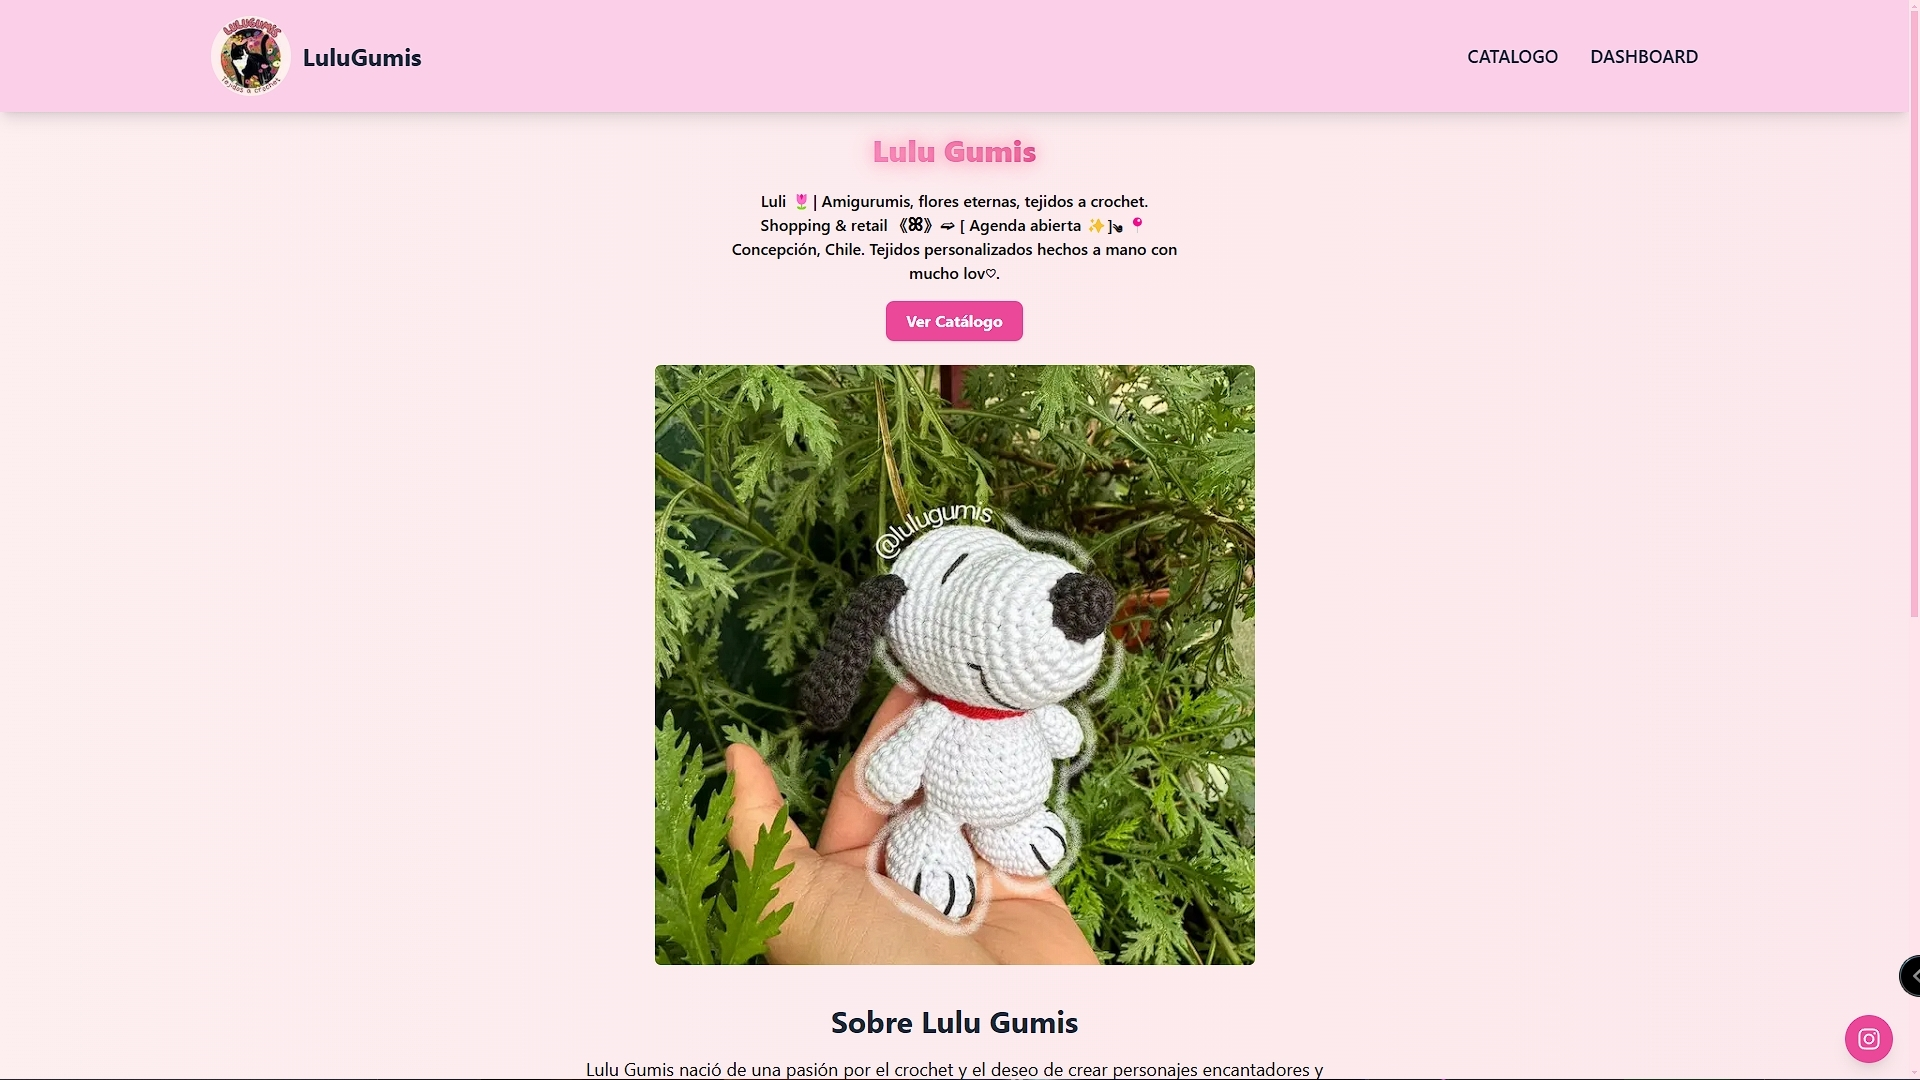 LULUGUMIS
Tejidos a crochet
LuluGumis
CATALOGO
DASHBOARD
Lulu Gumis
Luli 🌷| Amigurumis, flores eternas, tejidos a crochet.
Shopping & retail 《ꕤ》 ➫ [ Agenda abierta ✨]↘ 📍
Concepción, Chile. Tejidos personalizados hechos a mano con
mucho lov♡.
Ver Catálogo
@lulugumis
Sobre Lulu Gumis
Lulu Gumis nació de una pasión por el crochet y el deseo de crear personajes encantadores y